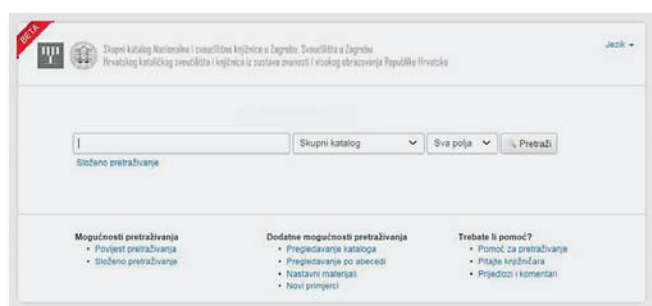 BETA
Skupni katalog Nacionalne i sveučilišne knjižnice u Zagrebu, Sveučilišta u Zagrebu
Hrvatskog katoličkog sveučilišta i knjižnica iz sustava znanosti i visokog obrazovanja Republike Hrvatske
Jezik
Skupni katalog
Sva polja
Pretraži
Složeno pretraživanje
Mogućnosti pretraživanja
Povijest pretraživanja
Složeno pretraživanje
Dodatne mogućnosti pretraživanja
Pregledavanje kataloga
Pregledavanje po abecedi
Nastavni materijali
Novi primjerci
Trebate li pomoć?
Pomoć za pretraživanje
Pitajte knjižničara
Prijedlozi i komentari